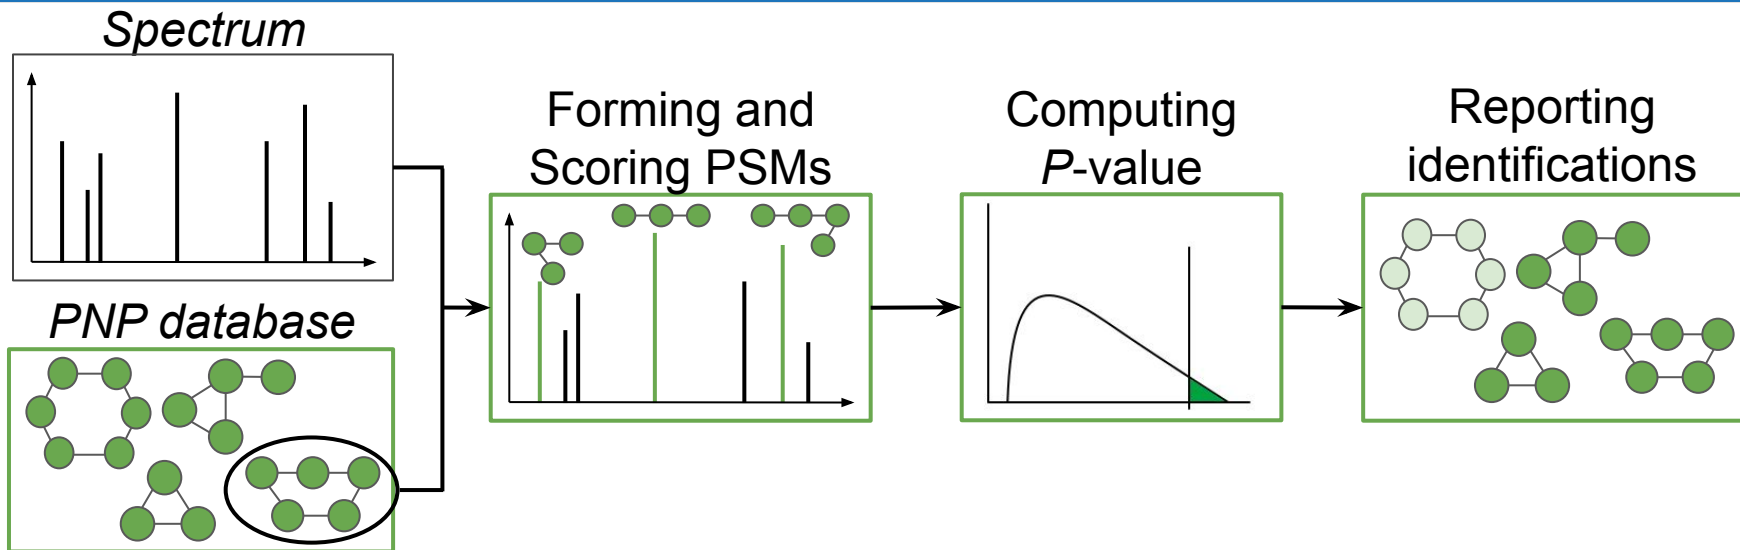 Spectrum
PNP database
Forming and
Scoring PSMs
Computing
P-value
Reporting
identifications